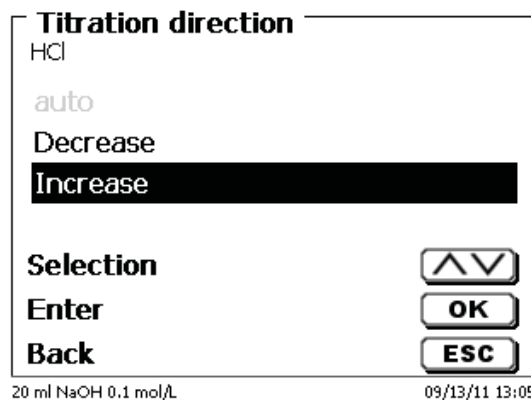 Titration direction
HCl
auto
Decrease
Increase
Selection
Enter OK
Back ESC
20 ml NaOH 0.1 mol/L 09/13/11 13:05